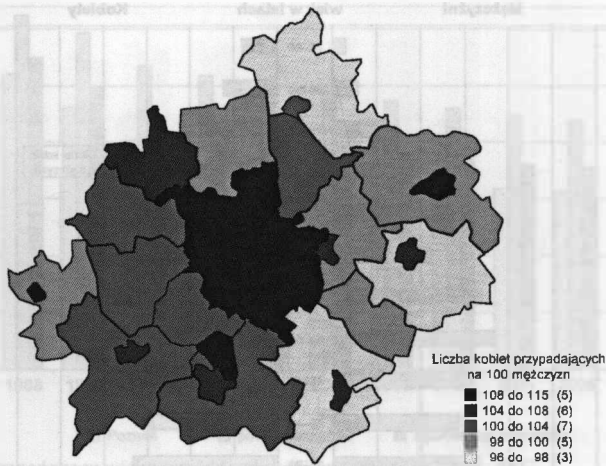 Liczba kobiet przypadających
na 100 mężczyzn
108 do 115 (5)
104 do 108 (6)
100 do 104 (7)
98 do 100 (5)
96 do 98 (3)